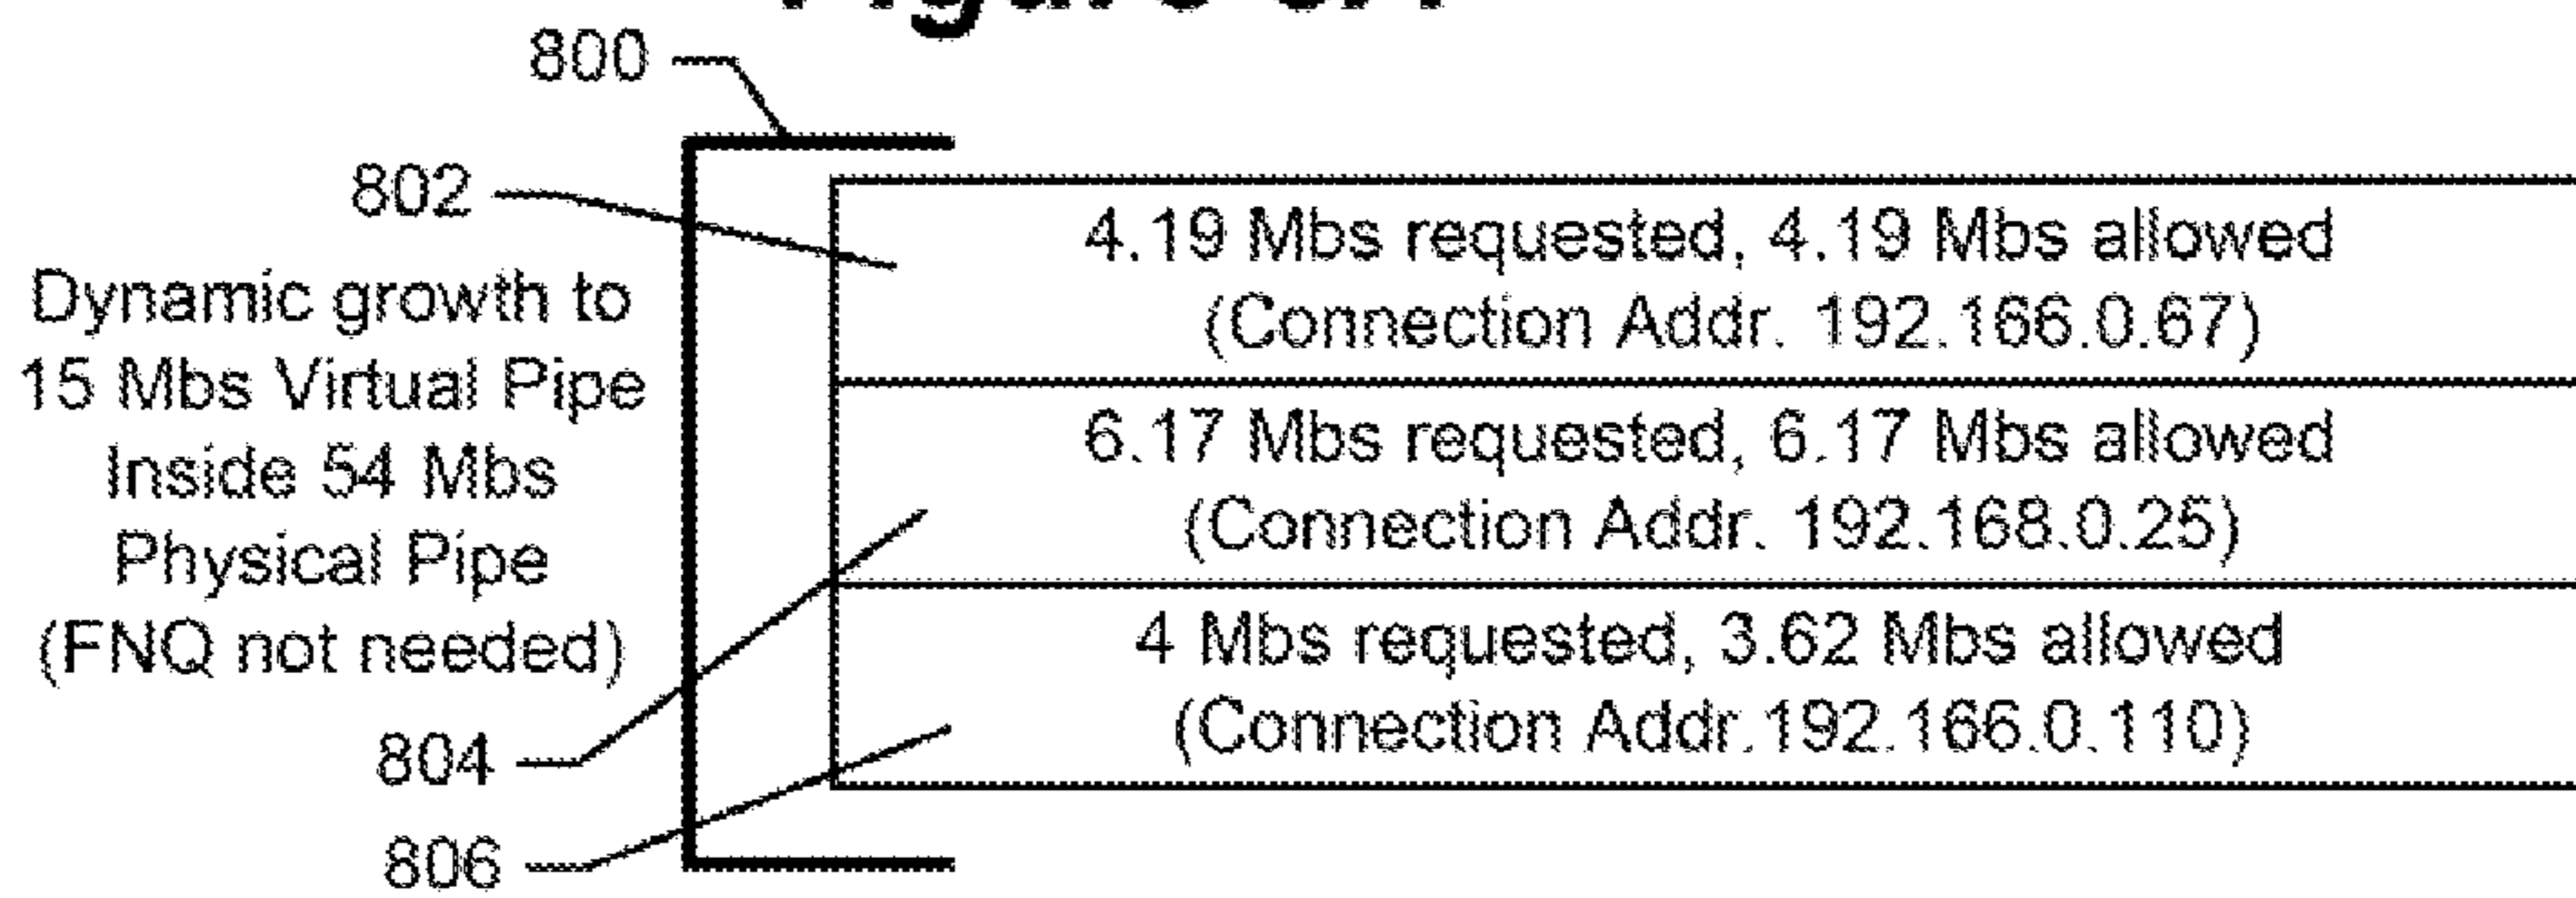 800
802
Dynamic growth to
15 Mbs Virtual Pipe
Inside 54 Mbs
Physical Pipe
(FNQ not needed)
804
806
4.19 Mbs requested, 4.19 Mbs allowed
(Connection Addr. 192.166.0.67)
6.17 Mbs requested, 6.17 Mbs allowed
(Connection Addr. 192.168.0.25)
4 Mbs requested, 3.62 Mbs allowed
(Connection Addr.192.166.0.110)